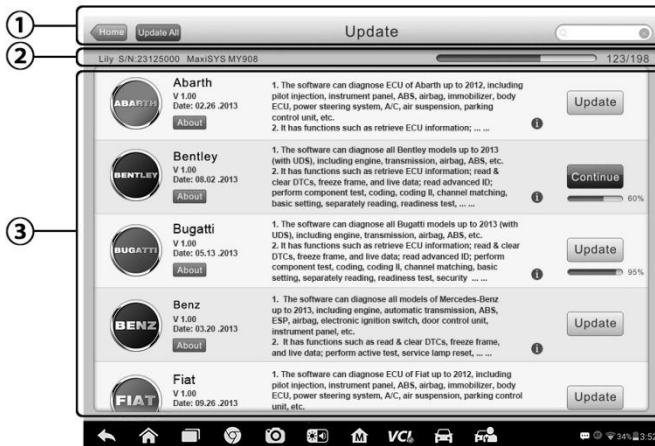 1
Home Update All Update
2
Lily S/N:23125000 MaxiSYS MY908 123/198
3
ABARTH
Abarth
V 1.00
Date: 02.26 .2013
About
1. The software can diagnose ECU of Abarth up to 2012, including
pilot injection, instrument panel, ABS, airbag, immobilizer, body
ECU, power steering system, A/C, air suspension, parking
control unit, etc.
2. It has functions such as retrieve ECU information; ... ...
Update
BENTLEY
Bentley
V 1.00
Date: 08.02 .2013
About
1. The software can diagnose all Bentley models up to 2013
(with UDS), including engine, transmission, airbag, ABS, etc.
2. It has functions such as retrieve ECU information; read &
clear DTCs, freeze frame, and live data; read advanced ID;
perform component test, coding, coding II, channel matching,
basic setting, separately reading, readiness test, ... ...
Continue
60%
BUGATTI
Bugatti
V 1.00
Date: 05.13 .2013
About
1. The software can diagnose all Bugatti models up to 2013 (with
UDS), including engine, transmission, airbag, ABS, etc.
2. It has functions such as retrieve ECU information; read & clear
DTCs, freeze frame, and live data; read advanced ID; perform
component test, coding, coding II, channel matching, basic
setting, separately reading, readiness test, security ... ...
Update
95%
BENZ
Benz
V 1.00
Date: 03.20 .2013
About
1. The software can diagnose all models of Mercedes-Benz
up to 2013, including engine, automatic transmission, ABS,
ESP, airbag, electronic ignition switch, door control unit,
instrument panel, etc.
2. It has functions such as read & clear DTCs, freeze frame,
and live data; perform active test, service lamp reset, ... ...
Update
FIAT
Fiat
V 1.00
Date: 09.26 .2013
1. The software can diagnose ECU of Fiat up to 2012, including
pilot injection, instrument panel, ABS, airbag, immobilizer, body
ECU, power steering system, A/C, air suspension, parking control
unit, etc.
Update
M VCI 34% 3:52